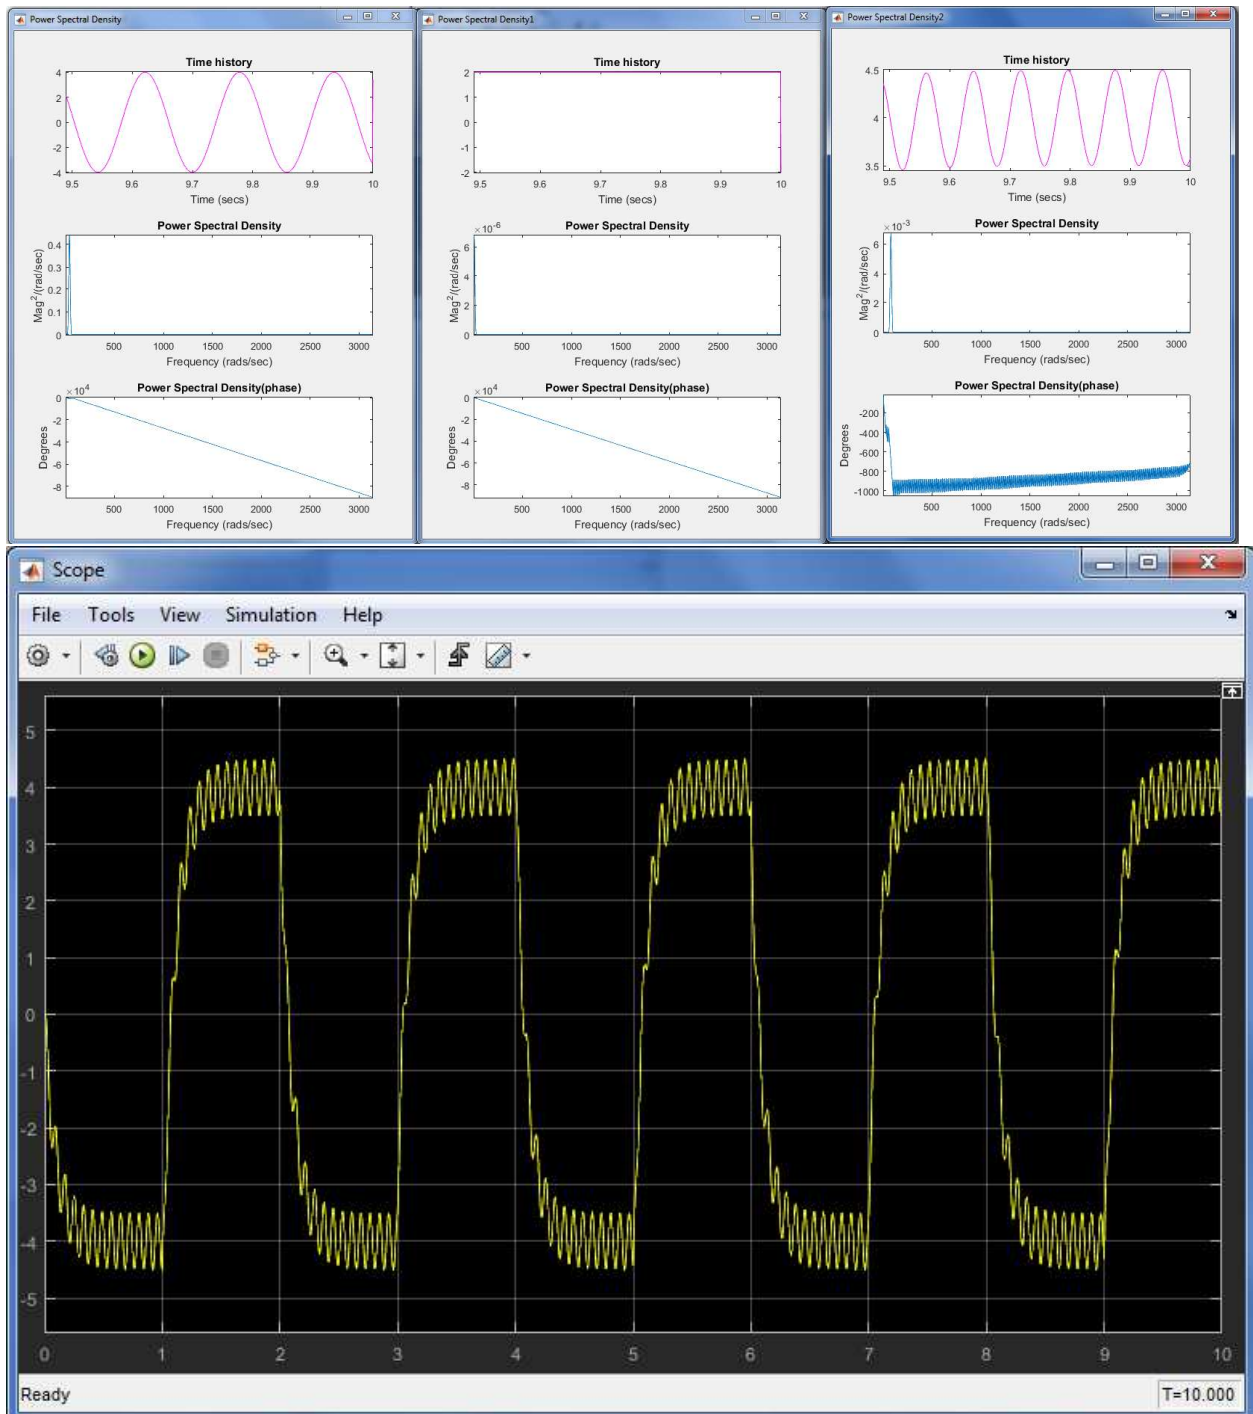 Power Spectral Density
Time history
4
2
0
-2
-4
9.5 9.6 9.7 9.8 9.9 10
Time (secs)
Power Spectral Density
Mag²/(rad/sec)
0.4
0.3
0.2
0.1
0
500 1000 1500 2000 2500 3000
Frequency (rads/sec)
Power Spectral Density(phase)
×10⁴
Degrees
0
-2
-4
-6
-8
500 1000 1500 2000 2500 3000
Frequency (rads/sec)
Power Spectral Density1
Time history
2
1
0
-1
-2
9.5 9.6 9.7 9.8 9.9 10
Time (secs)
Power Spectral Density
×10⁻⁶
Mag²/(rad/sec)
6
4
2
0
500 1000 1500 2000 2500 3000
Frequency (rads/sec)
Power Spectral Density(phase)
×10⁴
Degrees
0
-2
-4
-6
-8
500 1000 1500 2000 2500 3000
Frequency (rads/sec)
Power Spectral Density2
Time history
4.5
4
3.5
9.5 9.6 9.7 9.8 9.9 10
Time (secs)
Power Spectral Density
×10⁻³
Mag²/(rad/sec)
6
4
2
0
500 1000 1500 2000 2500 3000
Frequency (rads/sec)
Power Spectral Density(phase)
Degrees
-200
-400
-600
-800
-1000
500 1000 1500 2000 2500 3000
Frequency (rads/sec)
Scope
File Tools View Simulation Help
5
4
3
2
1
0
-1
-2
-3
-4
-5
0 1 2 3 4 5 6 7 8 9 10
Ready T=10.000